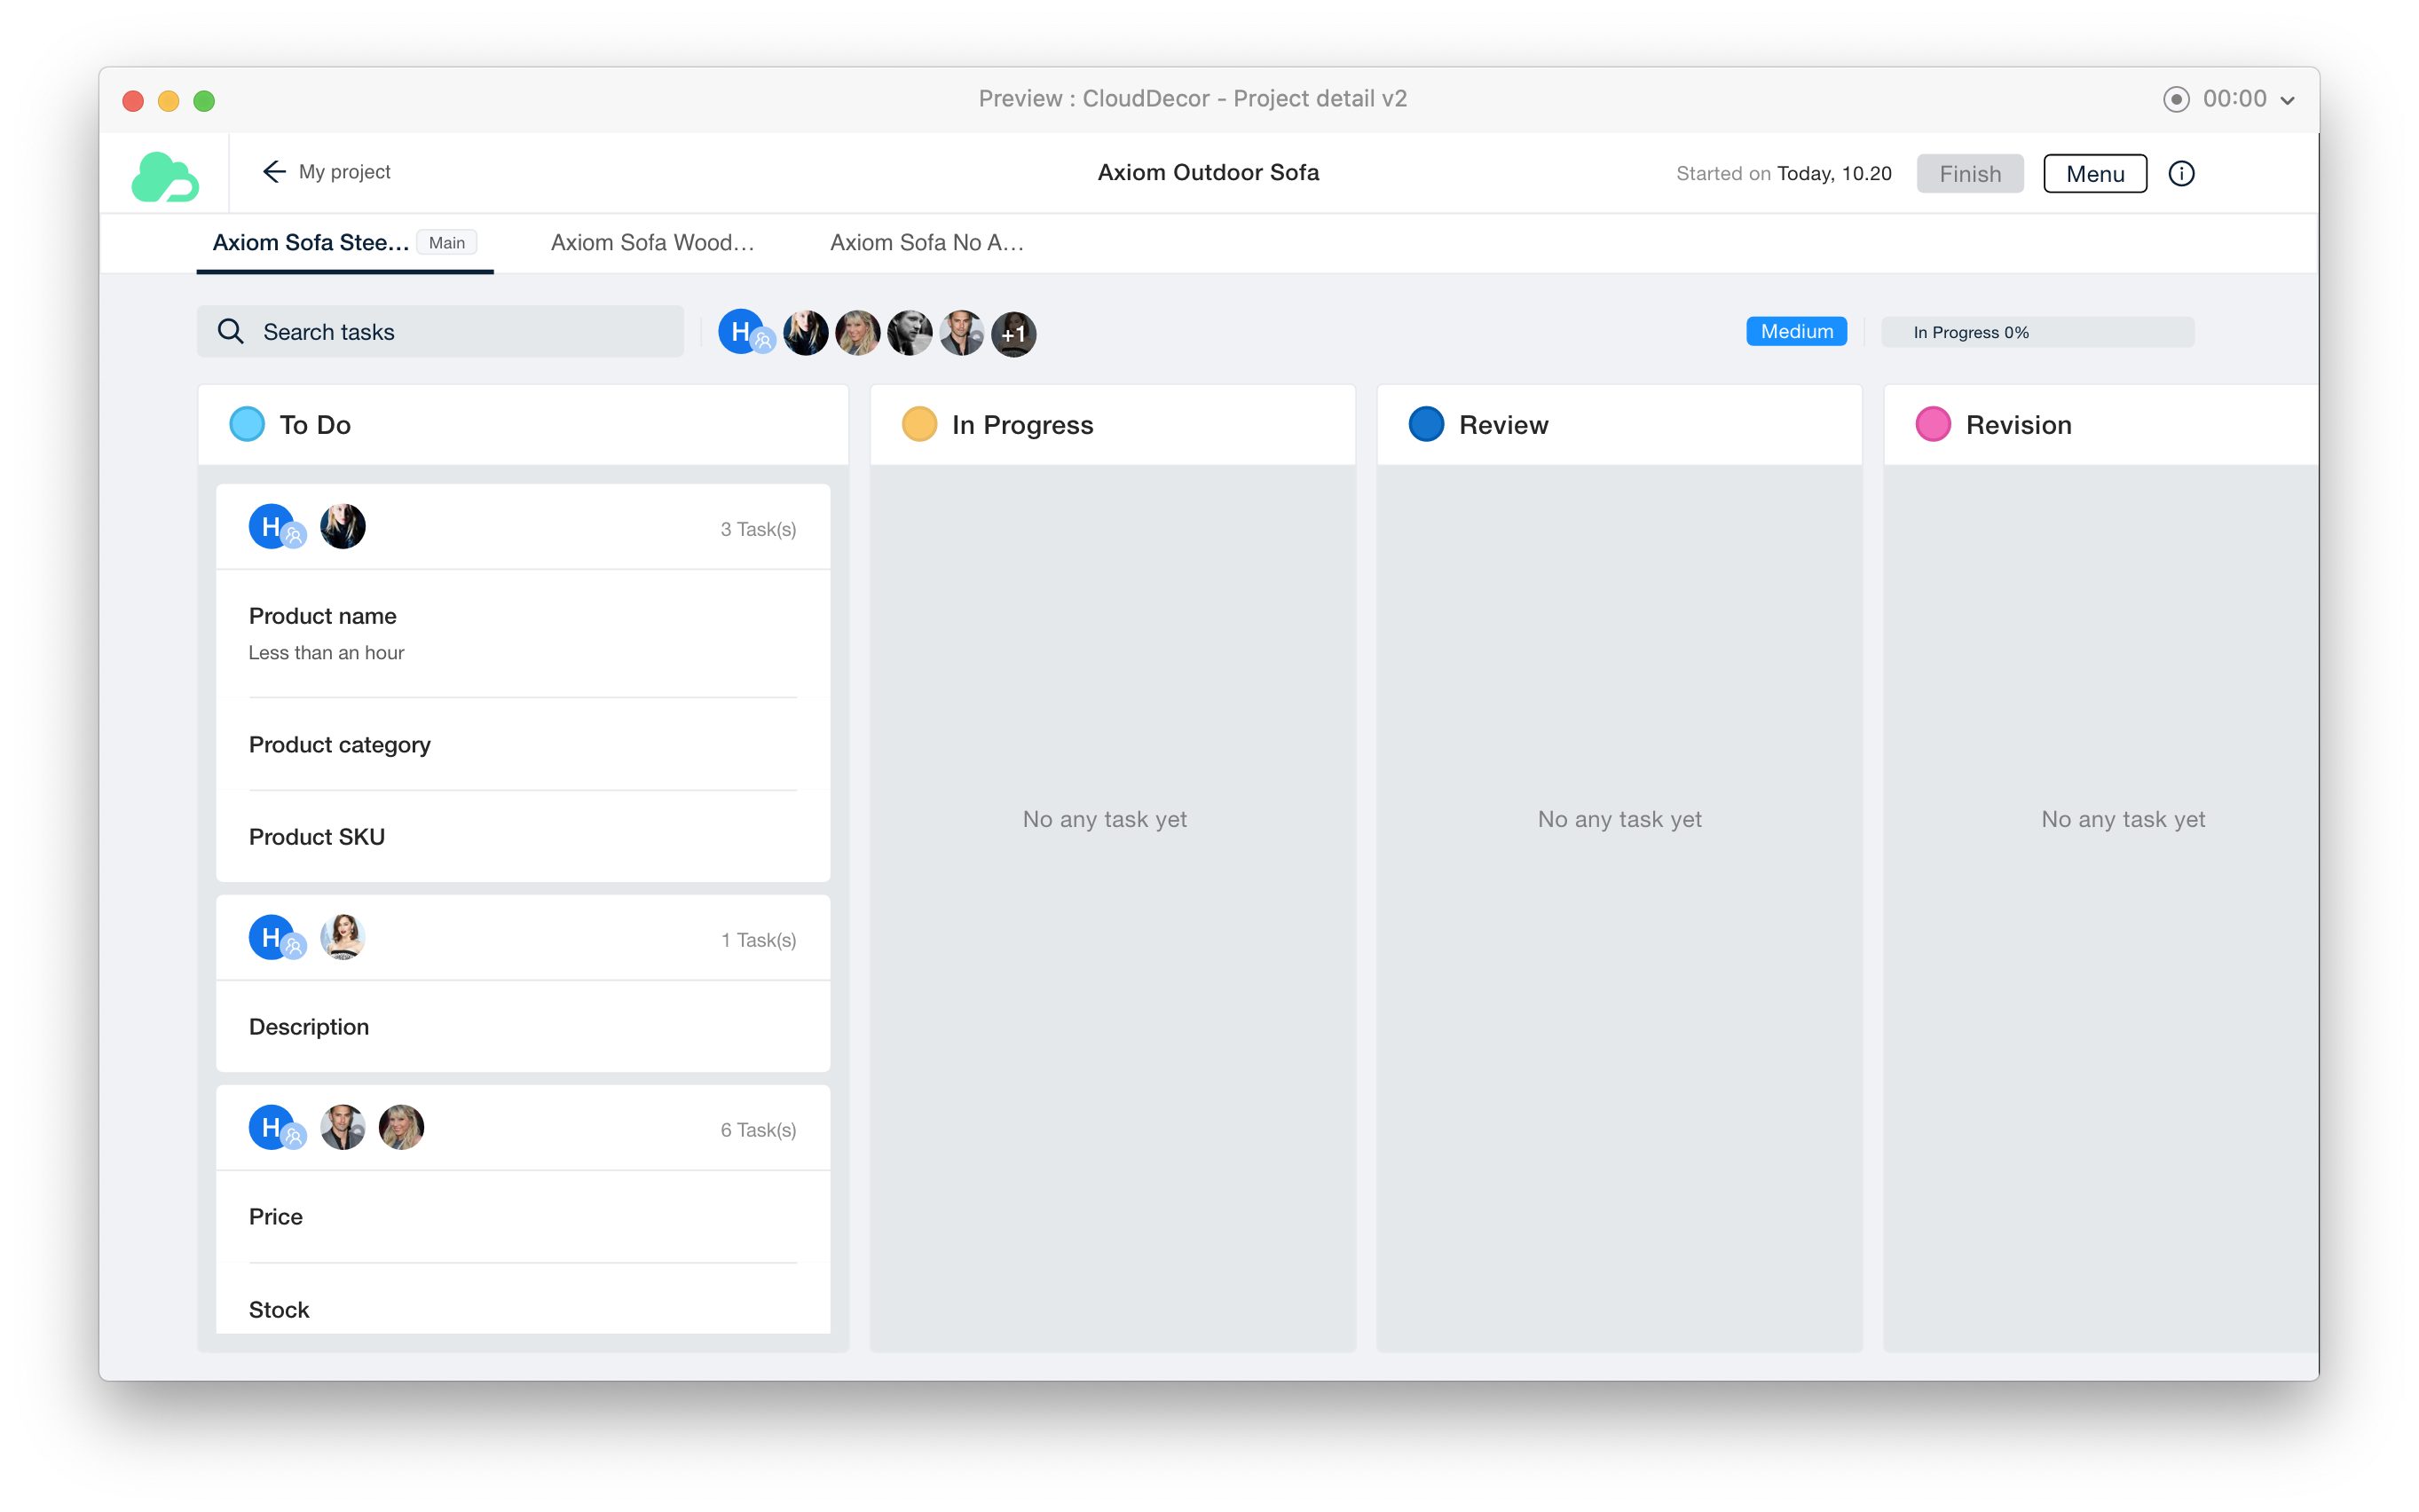 Preview : CloudDecor - Project detail v2
00:00
My project
Axiom Outdoor Sofa
Started on Today, 10.20
Finish
Menu
Axiom Sofa Stee...
Main
Axiom Sofa Wood...
Axiom Sofa No A...
Search tasks
H
+1
Medium
In Progress 0%
To Do
In Progress
Review
Revision
H
3 Task(s)
Product name
Less than an hour
Product category
Product SKU
H
1 Task(s)
Description
H
6 Task(s)
Price
Stock
No any task yet
No any task yet
No any task yet